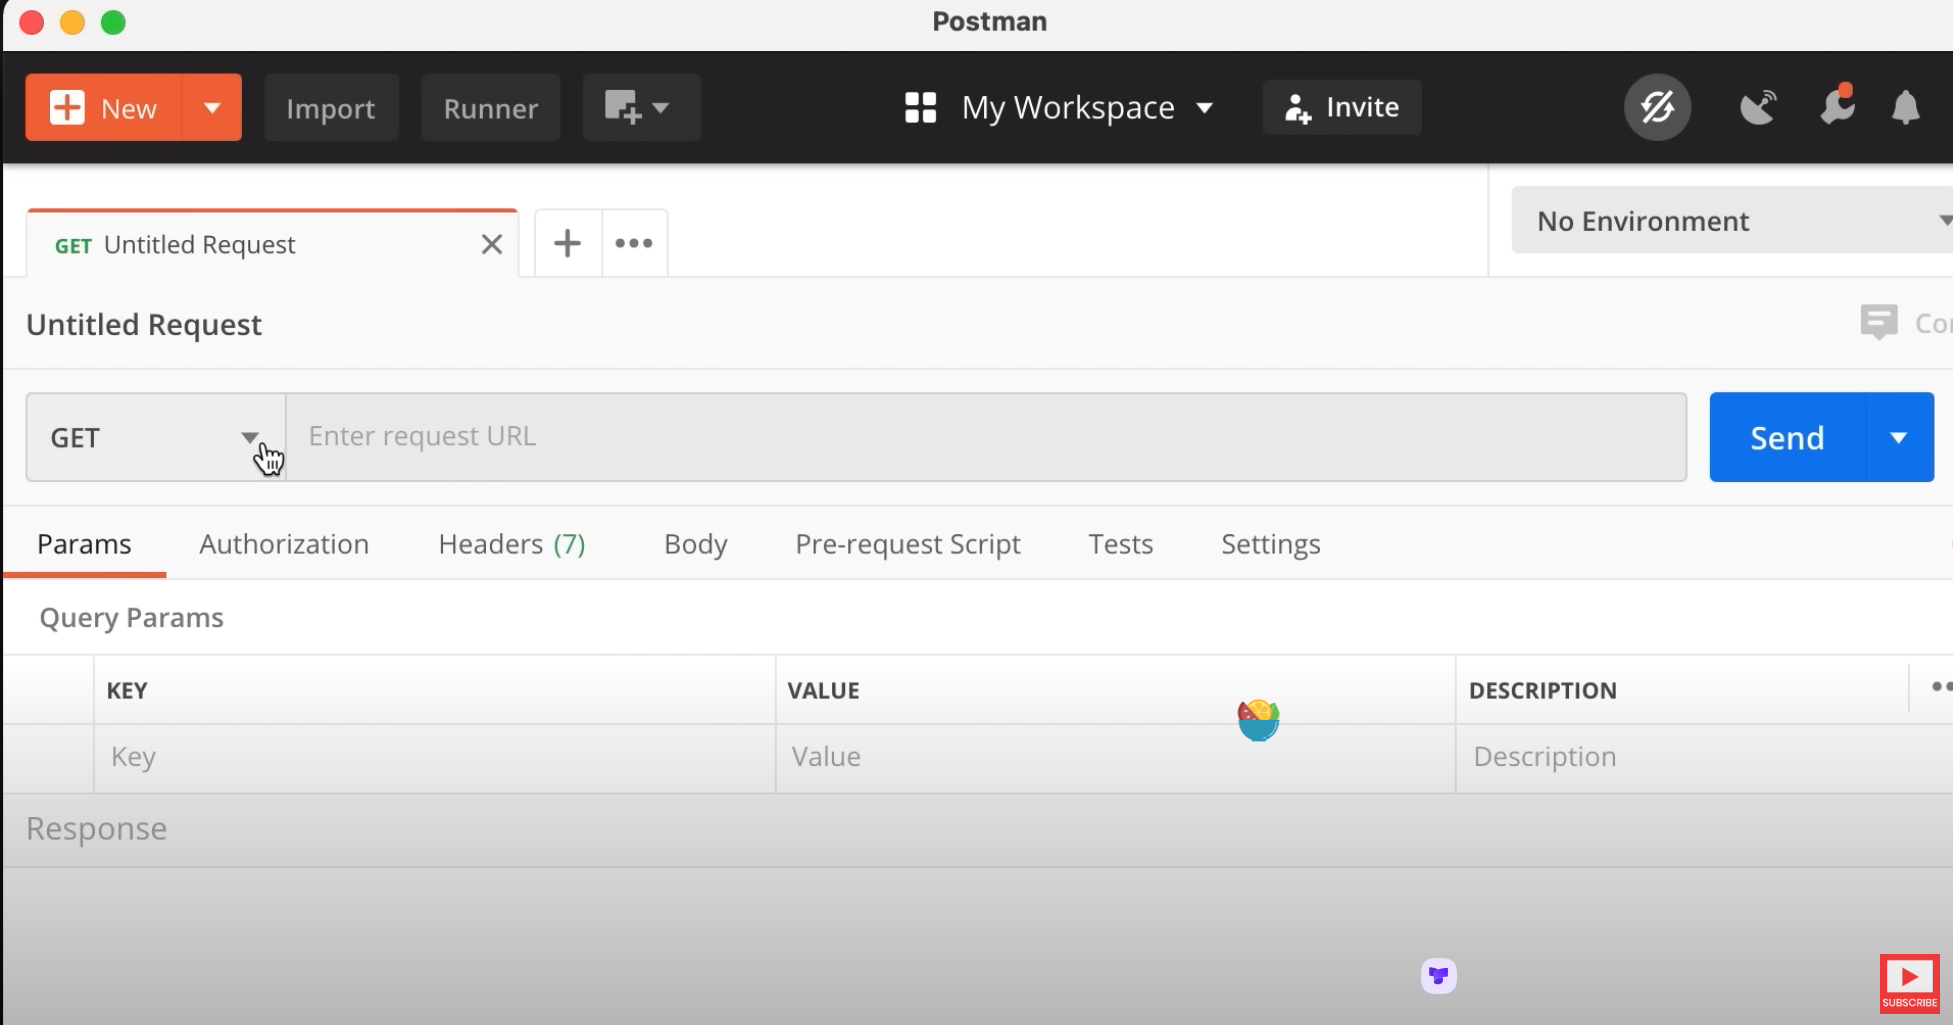 Postman
New
Import
Runner
My Workspace
Invite
GET Untitled Request
No Environment
Untitled Request
GET
Enter request URL
Send
Params
Authorization
Headers (7)
Body
Pre-request Script
Tests
Settings
Query Params
KEY
VALUE
DESCRIPTION
Key
Value
Description
Response
SUBSCRIBE